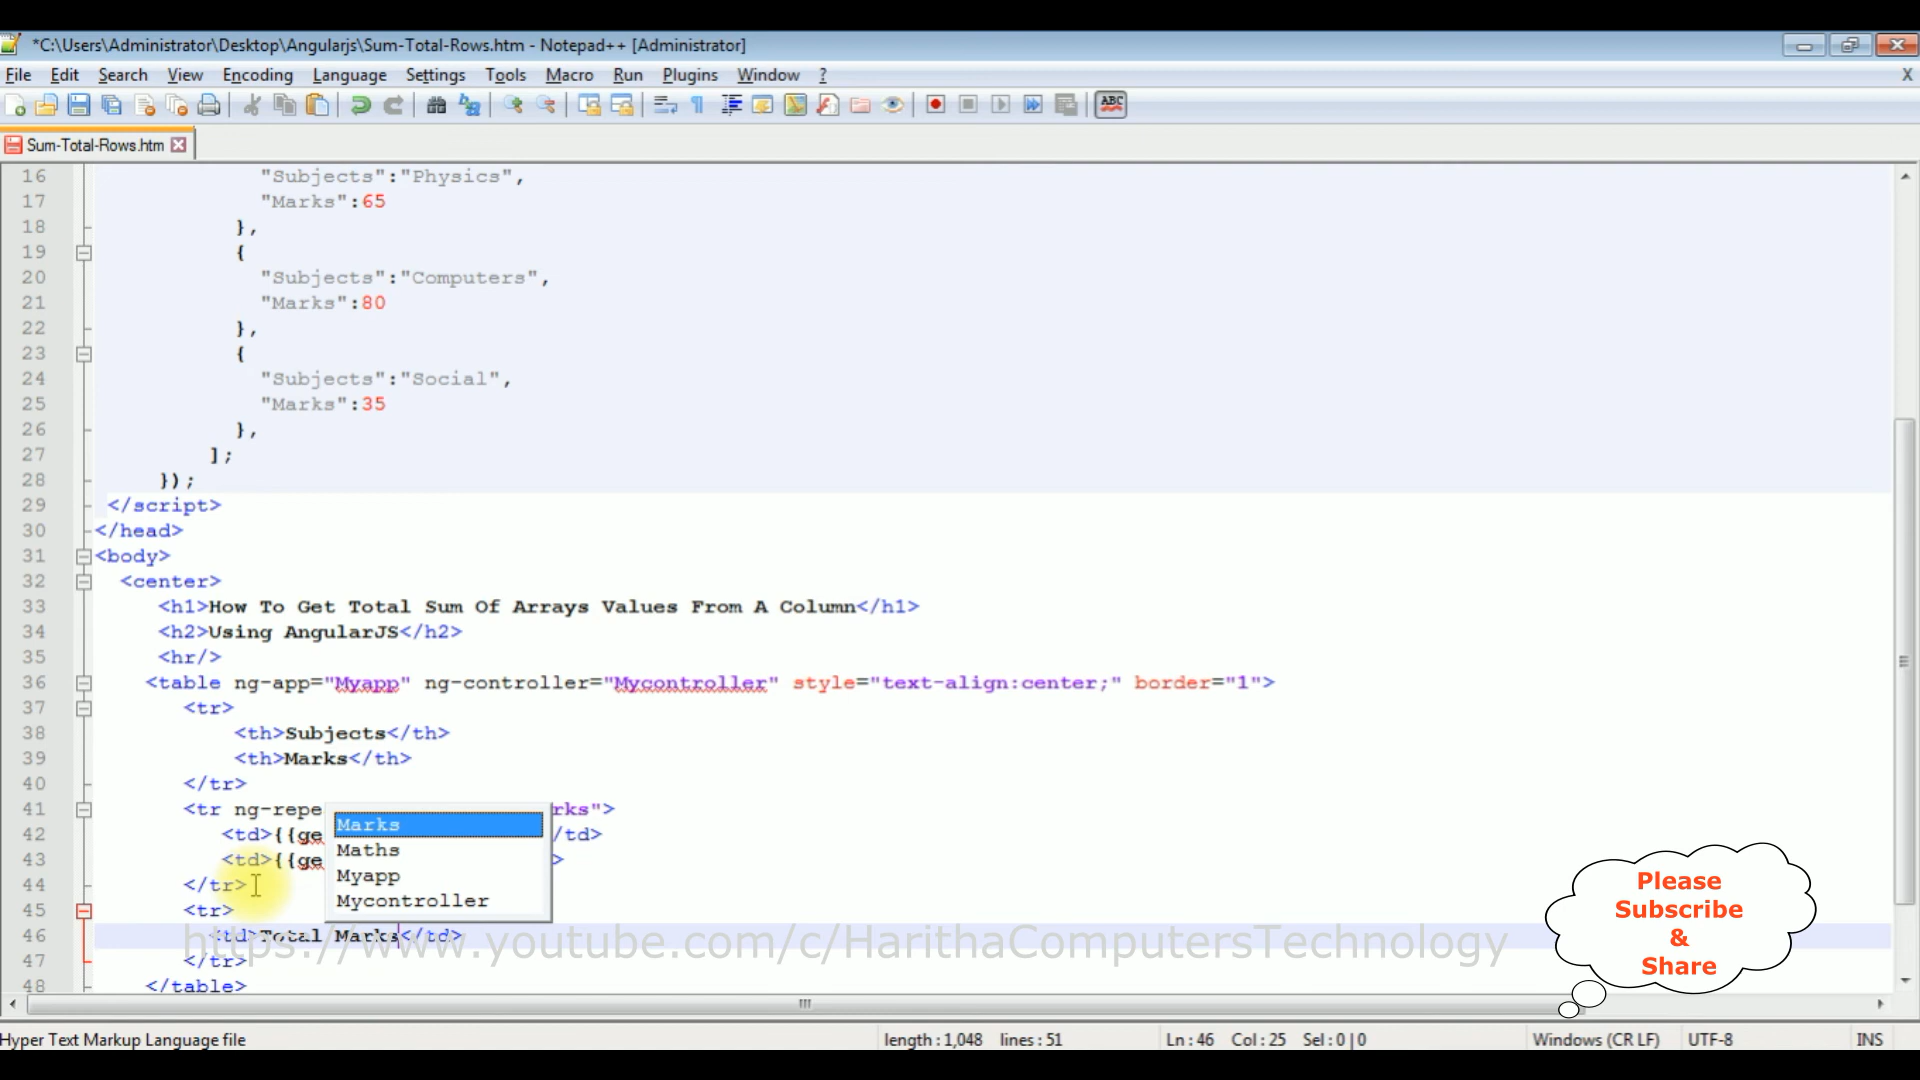 *C:\Users\Administrator\Desktop\Angularjs\Sum-Total-Rows.htm - Notepad++ [Administrator]
File Edit Search View Encoding Language Settings Tools Macro Run Plugins Window ? X
ABC
Sum-Total-Rows.htm
16 "Subjects":"Physics",
17 "Marks":65
18 },
19 {
20 "Subjects":"Computers",
21 "Marks":80
22 },
23 {
24 "Subjects":"Social",
25 "Marks":35
26 },
27 ];
28 });
29 </script>
30 </head>
31 <body>
32 <center>
33 <h1>How To Get Total Sum Of Arrays Values From A Column</h1>
34 <h2>Using AngularJS</h2>
35 <hr/>
36 <table ng-app="Myapp" ng-controller="Mycontroller" style="text-align:center;" border="1">
37 <tr>
38 <th>Subjects</th>
39 <th>Marks</th>
40 </tr>
41 <tr ng-repe rks">
42 <td>{{ge /td>
43 <td>{{ge >
44 </tr>
45 <tr>
46 <td>Total Marks</td>
47 </tr>
48 </table>
Marks
Maths
Myapp
Mycontroller
https://www.youtube.com/c/HarithaComputersTechnology
Please
Subscribe
&
Share
Hyper Text Markup Language file length : 1,048 lines : 51 Ln : 46 Col : 25 Sel : 0 | 0 Windows (CR LF) UTF-8 INS